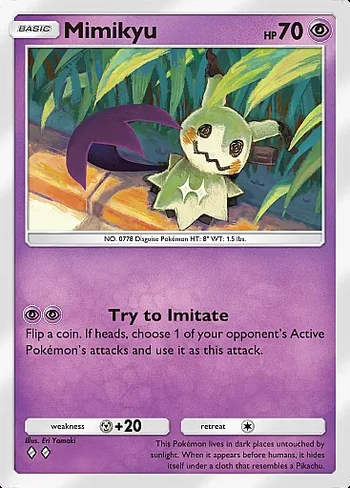 BASIC
Mimikyu
HP 70
NO. 0778 Disguise Pokémon HT: 8" WT: 1.5 lbs.
Try to Imitate
Flip a coin. If heads, choose 1 of your opponent's Active
Pokémon's attacks and use it as this attack.
weakness +20
retreat
Illus. Eri Yamaki
This Pokémon lives in dark places untouched by
sunlight. When it appears before humans, it hides
itself under a cloth that resembles a Pikachu.